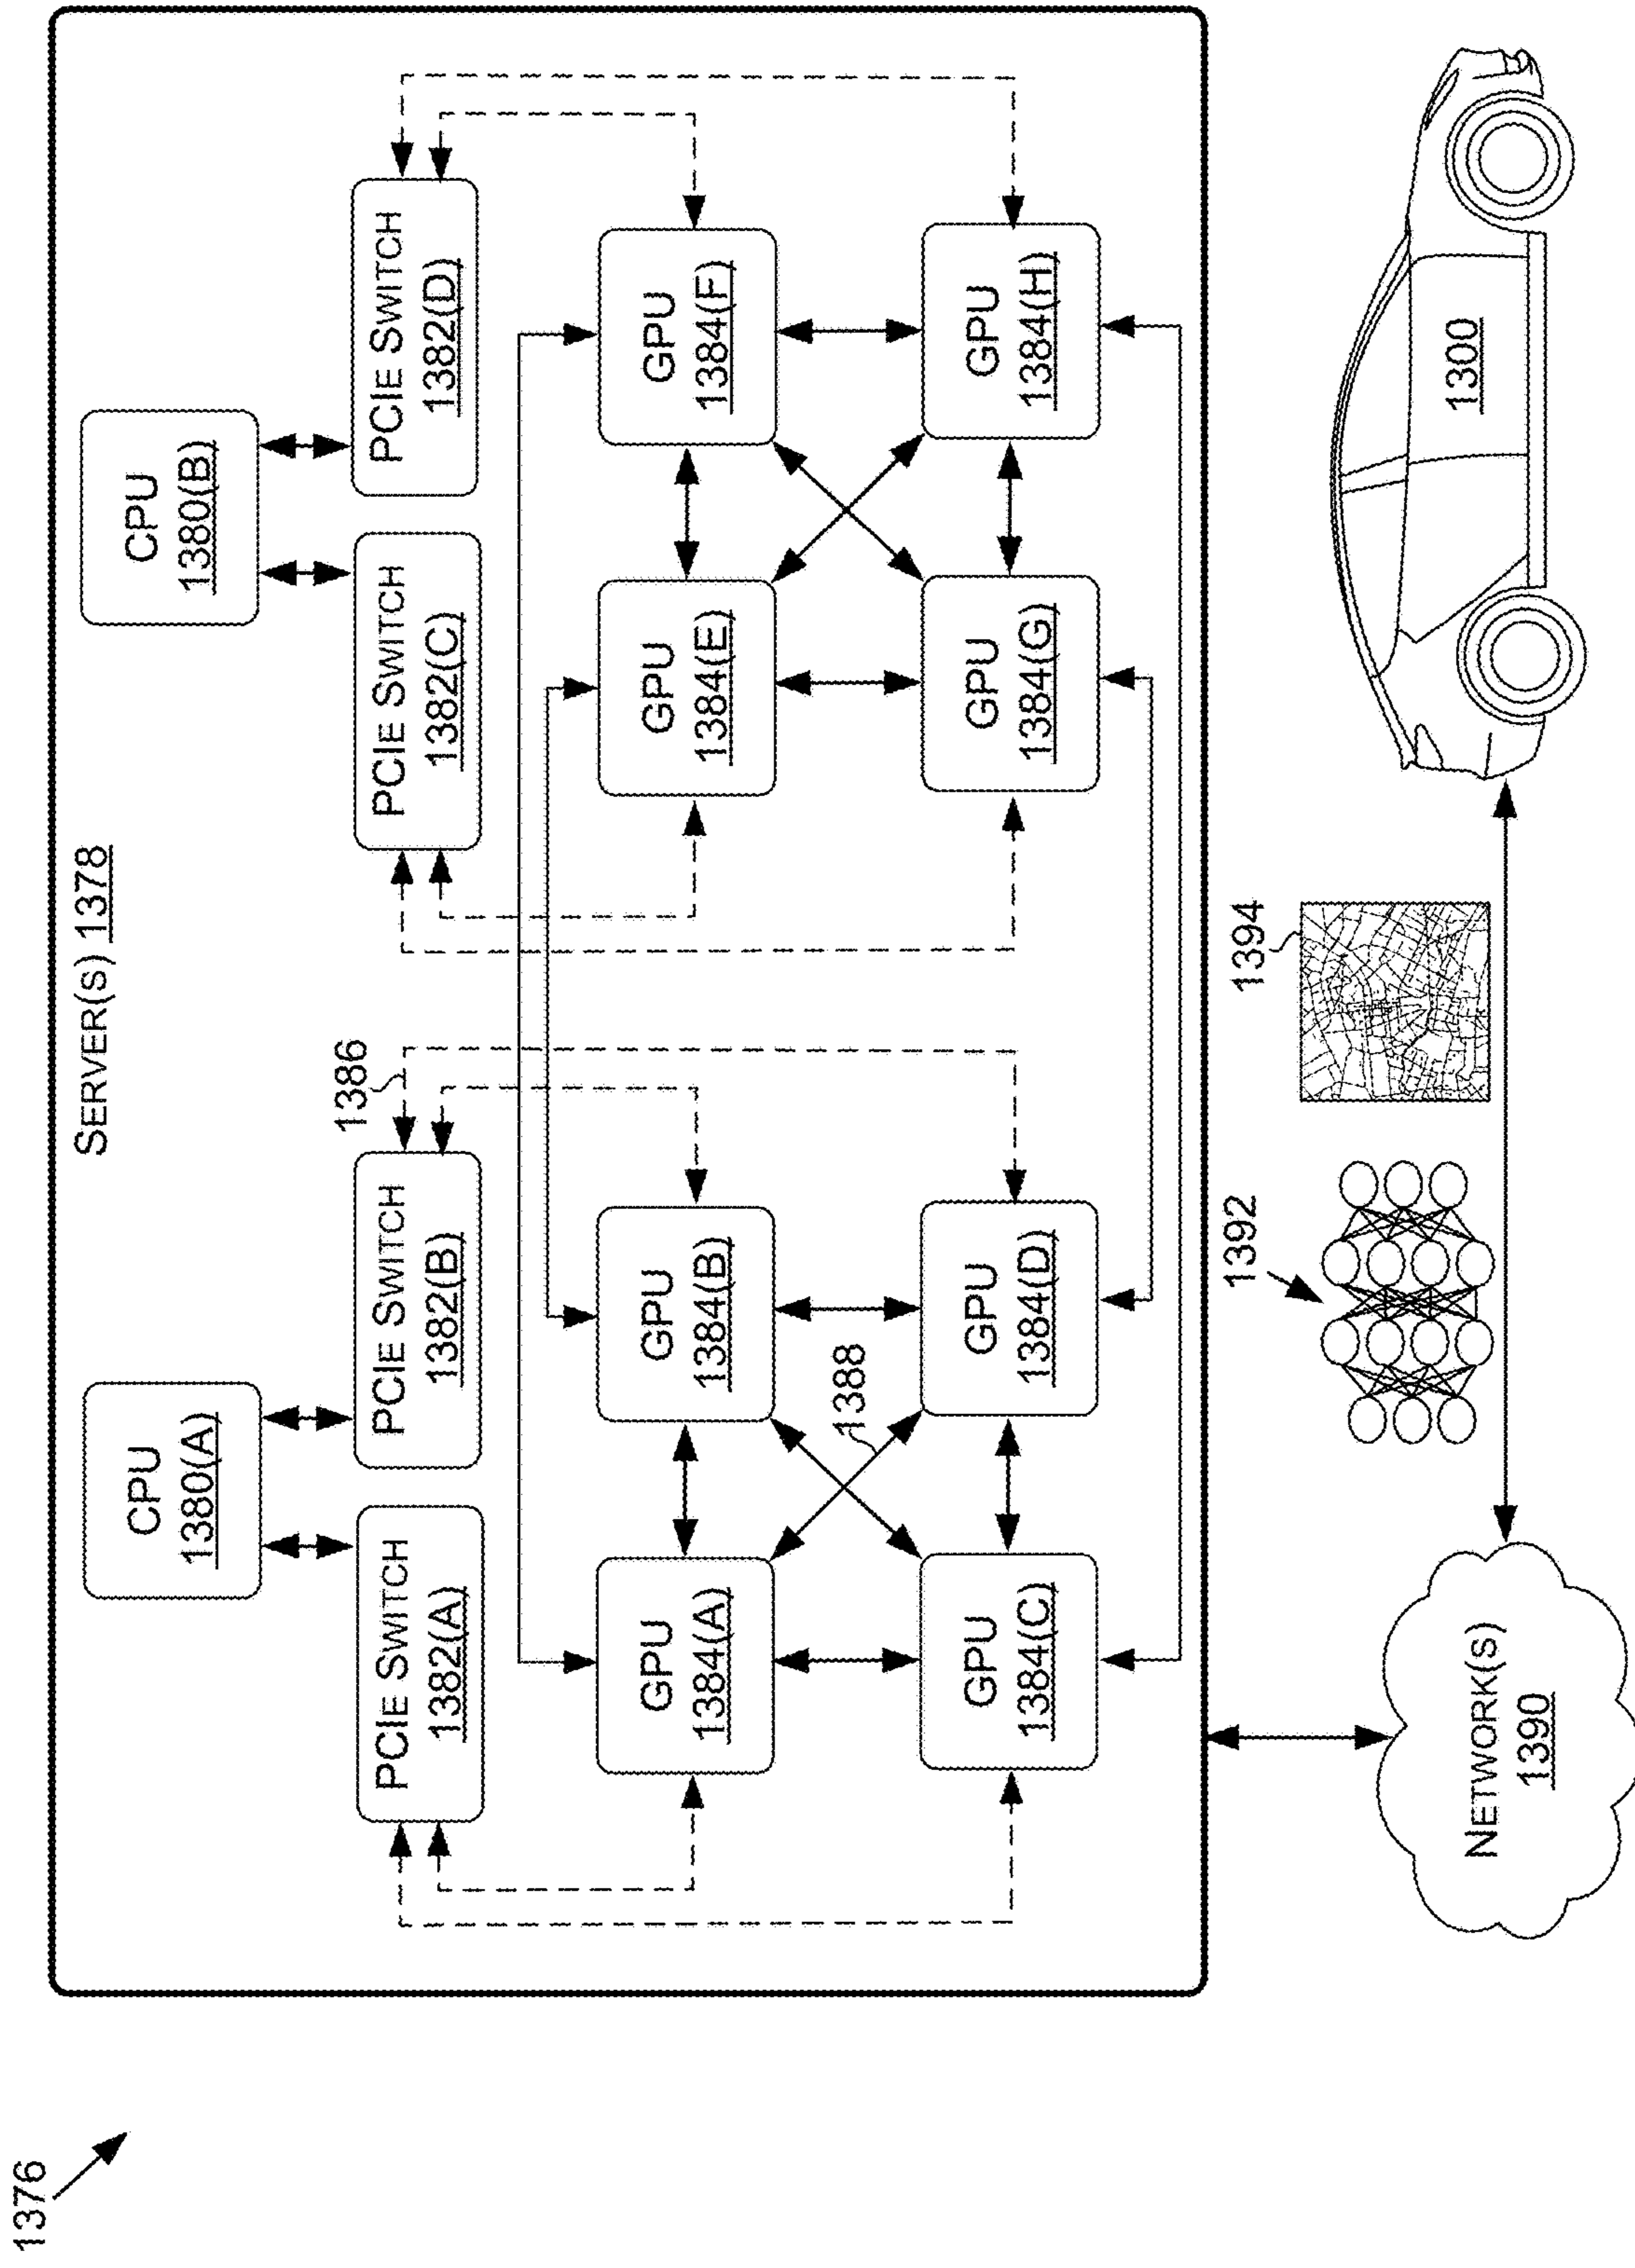 1376
SERVER(S) 1378
CPU
1380(A)
CPU
1380(B)
PCIE SWITCH
1382(A)
PCIE SWITCH
1382(B)
1386
PCIE SWITCH
1382(C)
PCIE SWITCH
1382(D)
GPU
1384(A)
GPU
1384(B)
GPU
1384(E)
GPU
1384(F)
1388
GPU
1384(C)
GPU
1384(D)
GPU
1384(G)
GPU
1384(H)
NETWORK(S)
1390
1392
1394
1300